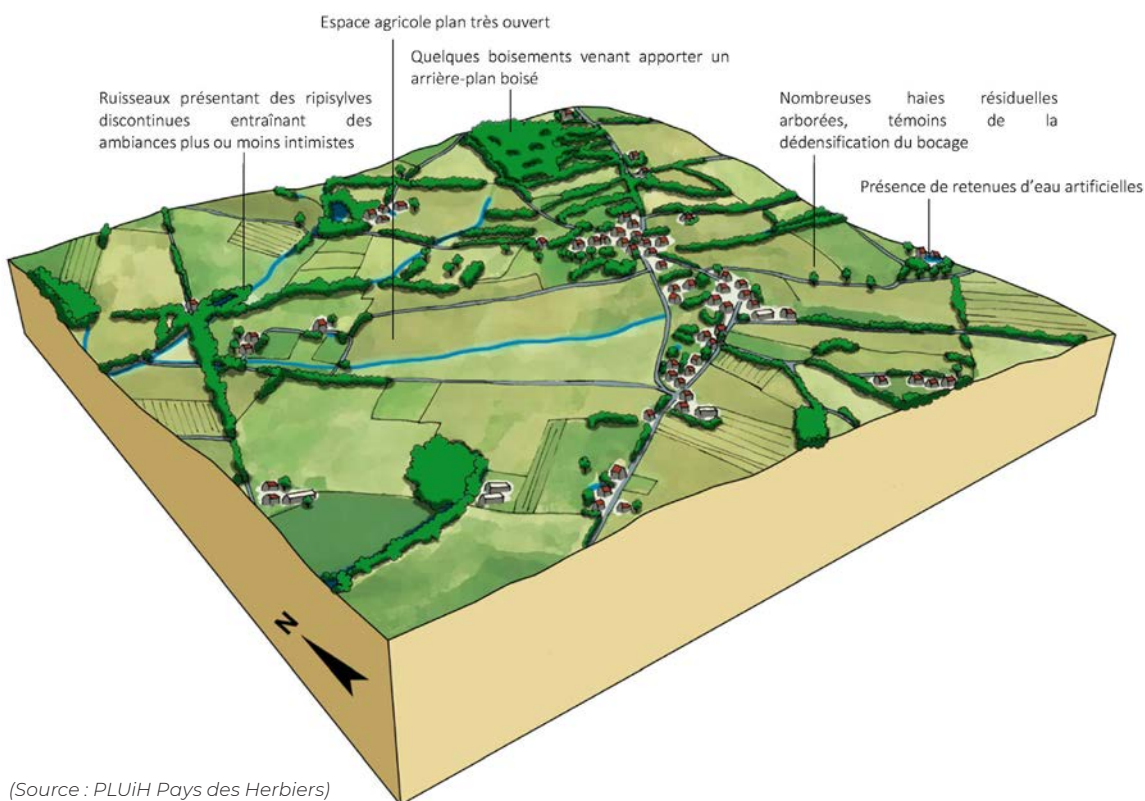 Espace agricole plan très ouvert
Quelques boisements venant apporter un
arrière-plan boisé
Ruisseaux présentant des ripisylves
discontinues entraînant des
ambiances plus ou moins intimistes
Nombreuses haies résiduelles
arborées, témoins de la
dédensification du bocage
Présence de retenues d'eau artificielles
N
(Source : PLUiH Pays des Herbiers)